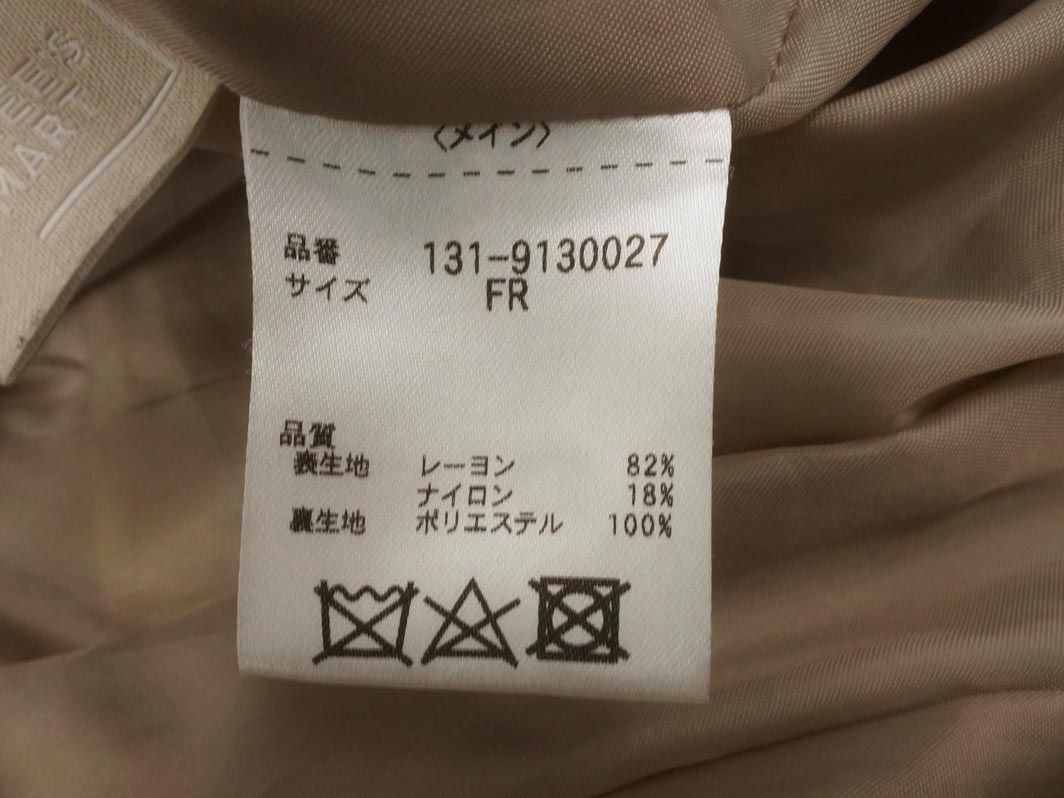 〈メイン〉
品番 131-9130027
サイズ FR
品質
表生地 レーヨン 82%
ナイロン 18%
裏生地 ポリエステル 100%
MART